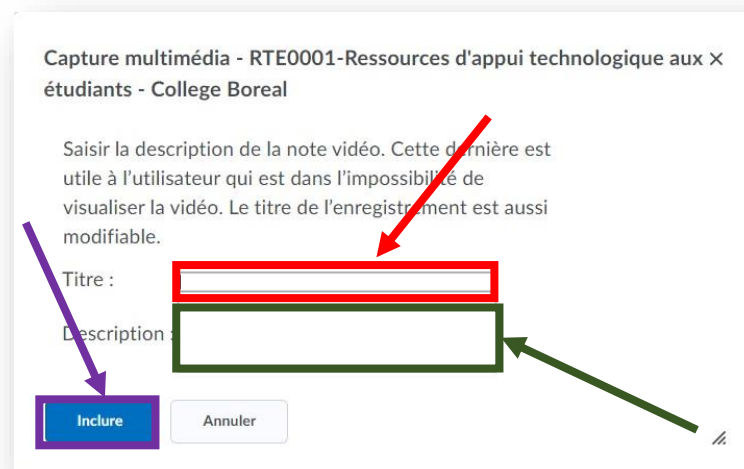 Capture multimédia - RTE0001-Ressources d'appui technologique aux ×
étudiants - College Boreal
Saisir la description de la note vidéo. Cette dernière est
utile à l'utilisateur qui est dans l'impossibilité de
visualiser la vidéo. Le titre de l'enregistrement est aussi
modifiable.
Titre :
Description :
Inclure Annuler